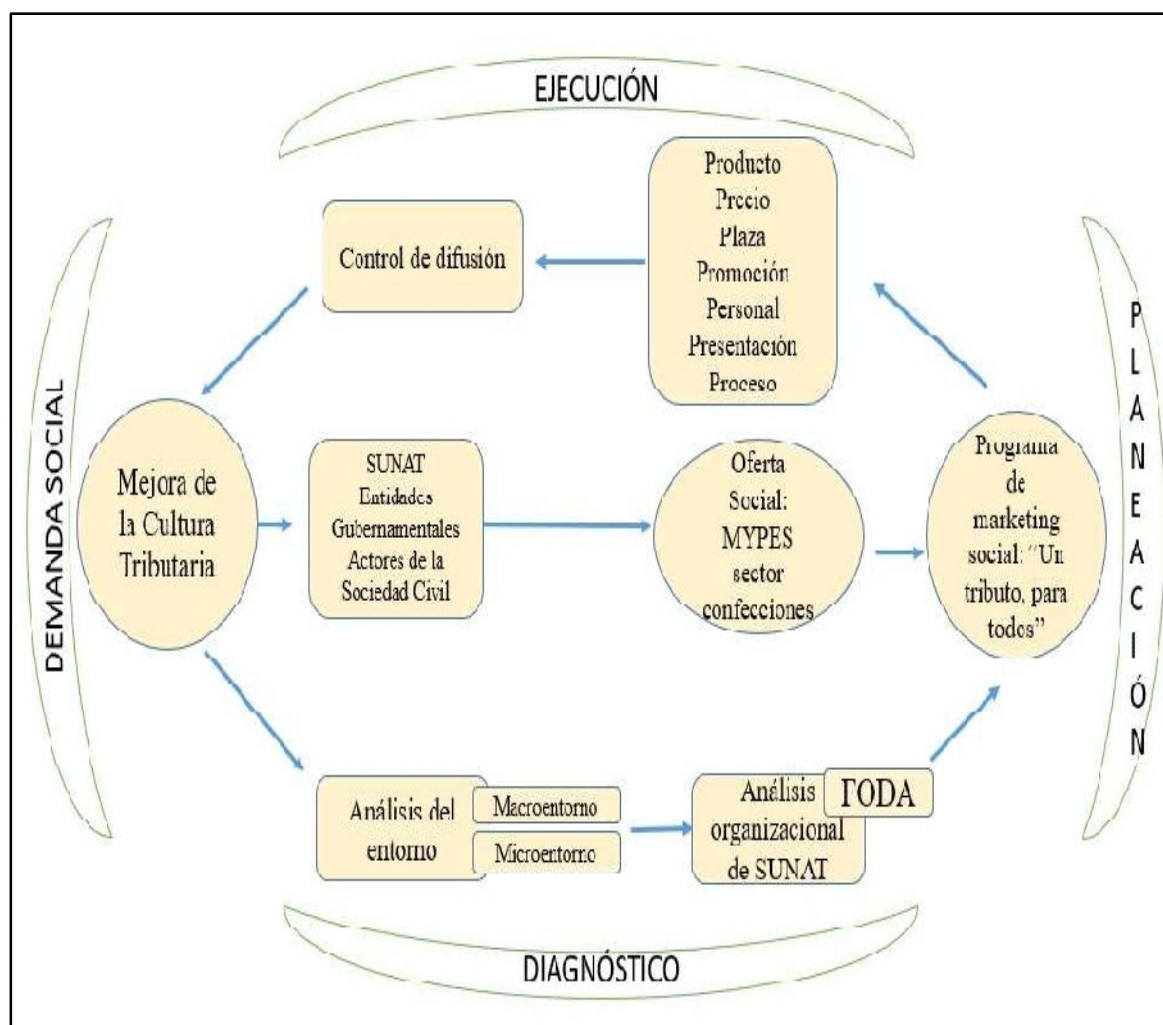 EJECUCIÓN
Producto
Precio
Plaza
Promoción
Personal
Presentación
Proceso
Control de difusión
DEMANDA SOCIAL
PLANEACIÓN
Mejora de
la Cultura
Tributaria
SUNAT
Entidades
Gubernamentales
Actores de la
Sociedad Civil
Oferta
Social:
MYPES
sector
confecciones
Programa
de
marketing
social: “Un
tributo, para
todos”
Análisis del
entorno
Macroentorno
Microentorno
Análisis
organizacional
de SUNAT
FODA
DIAGNÓSTICO